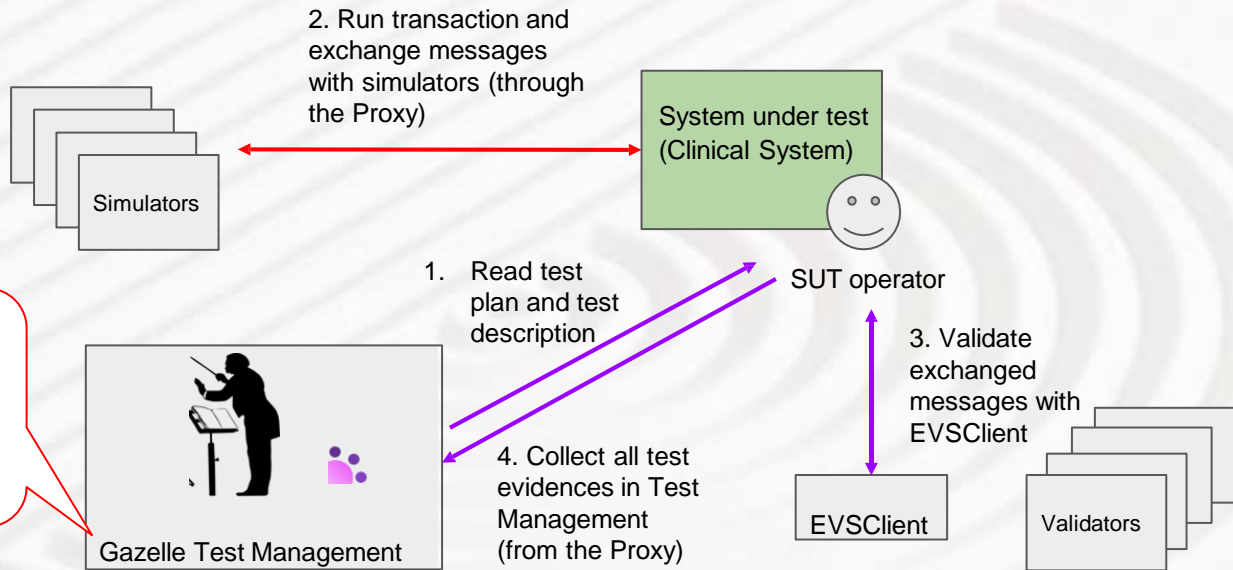 2. Run transaction and
exchange messages
with simulators (through
the Proxy)
System under test
(Clinical System)
Simulators
1. Read test
plan and test
description
SUT operator
3. Validate
exchanged
messages with
EVSClient
4. Collect all test
evidences in Test
Management
(from the Proxy)
Gazelle Test Management
EVSClient
Validators